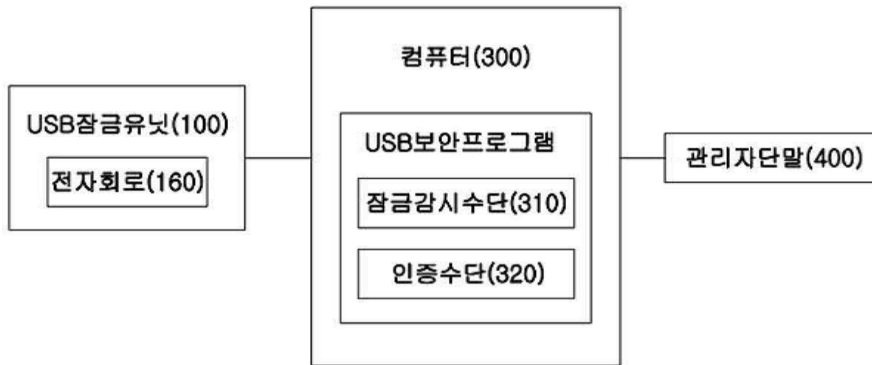 컴퓨터(300)
USB잠금유닛(100)
전자회로(160)
USB보안프로그램
잠금감시수단(310)
인증수단(320)
관리자단말(400)